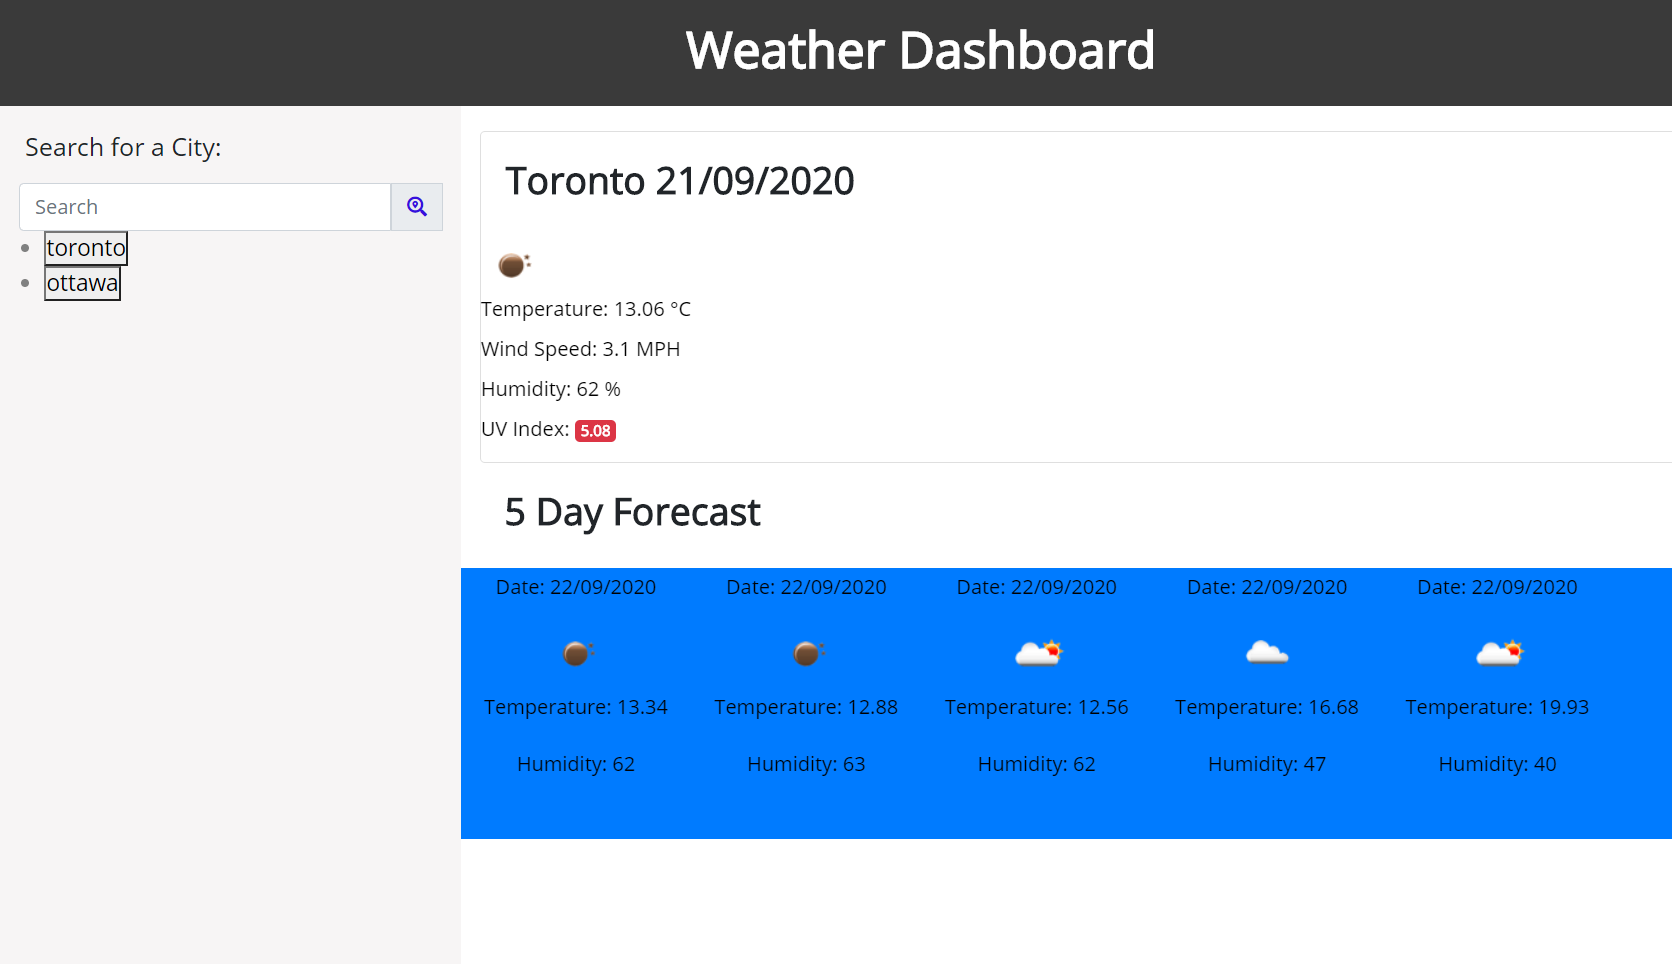 Weather Dashboard
Search for a City:
Search
toronto
ottawa
Toronto 21/09/2020
Temperature: 13.06 °C
Wind Speed: 3.1 MPH
Humidity: 62 %
UV Index: 5.08
5 Day Forecast
Date: 22/09/2020 Date: 22/09/2020 Date: 22/09/2020 Date: 22/09/2020 Date: 22/09/2020
Temperature: 13.34 Temperature: 12.88 Temperature: 12.56 Temperature: 16.68 Temperature: 19.93
Humidity: 62 Humidity: 63 Humidity: 62 Humidity: 47 Humidity: 40